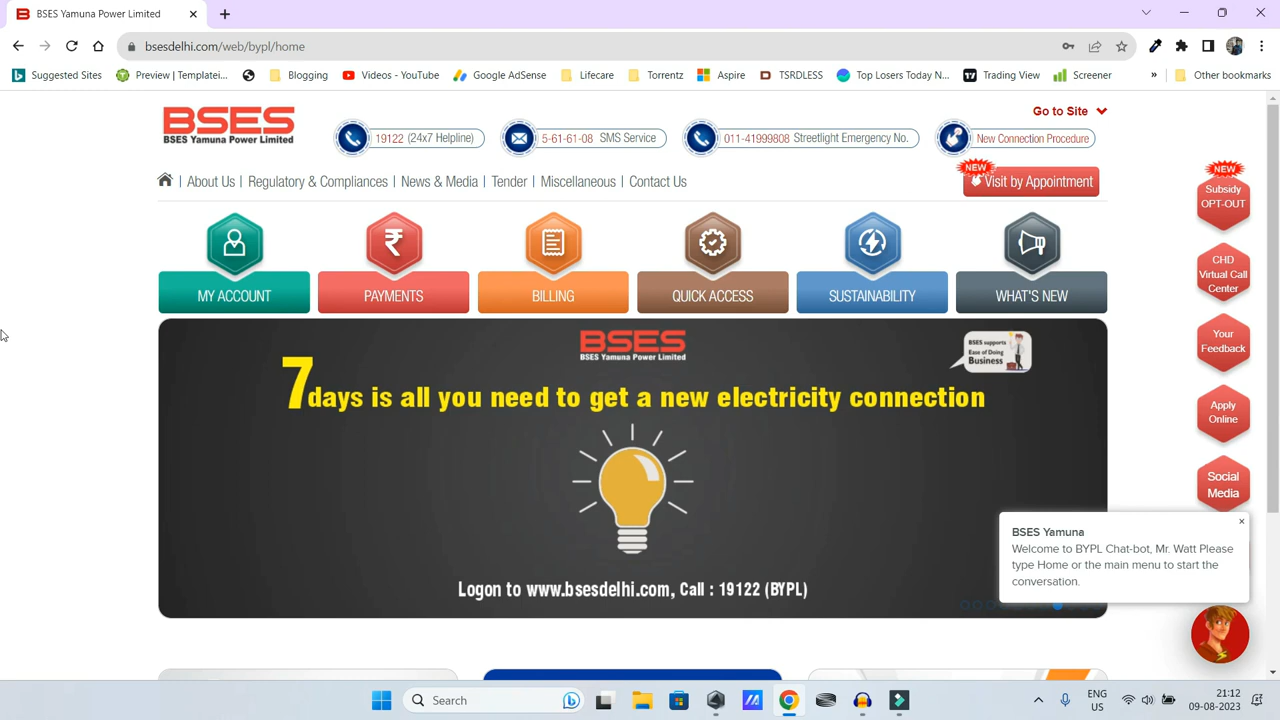 BSES Yamuna Power Limited
bsesdelhi.com/web/bypl/home
Suggested Sites
Preview | Templatei...
Blogging
Videos - YouTube
Google AdSense
Lifecare
Torrentz
Aspire
TSRDLESS
Top Losers Today N...
Trading View
Screener
»
Other bookmarks
Go to Site
BSES
BSES Yamuna Power Limited
19122 (24x7 Helpline)
5-61-61-08 SMS Service
011-41999808 Streetlight Emergency No.
New Connection Procedure
About Us | Regulatory & Compliances | News & Media | Tender | Miscellaneous | Contact Us
NEW
Visit by Appointment
MY ACCOUNT
PAYMENTS
BILLING
QUICK ACCESS
SUSTAINABILITY
WHAT'S NEW
NEW
Subsidy
OPT-OUT
CHD
Virtual Call
Center
Your
Feedback
Apply
Online
Social
Media
BSES
BSES Yamuna Power Limited
BSES supports
Ease of Doing
Business
7days is all you need to get a new electricity connection
Logon to www.bsesdelhi.com, Call : 19122 (BYPL)
BSES Yamuna
Welcome to BYPL Chat-bot, Mr. Watt Please
type Home or the main menu to start the
conversation.
Search
ENG
US
21:12
09-08-2023